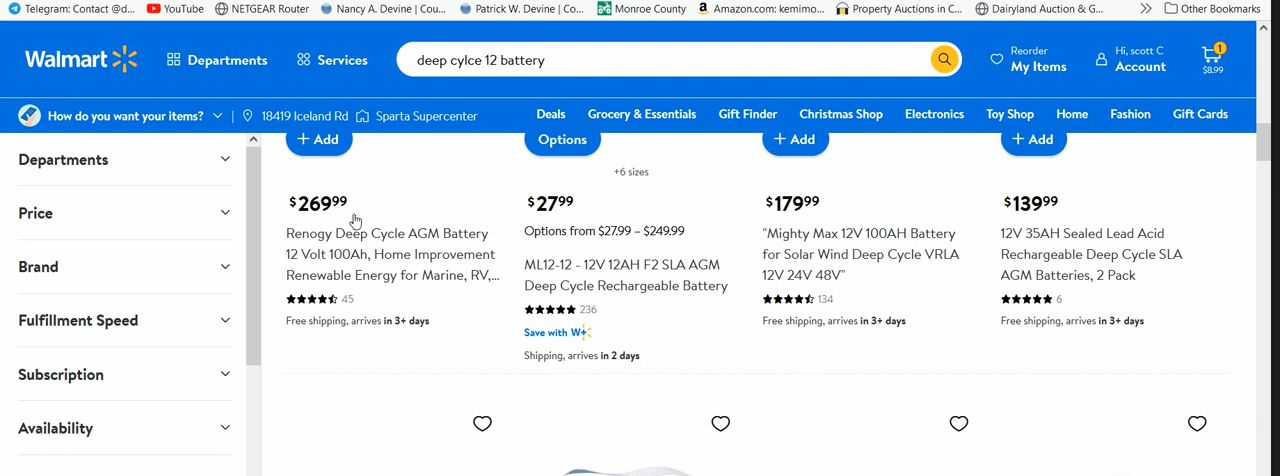 Telegram: Contact @d... YouTube NETGEAR Router Nancy A. Devine | Cou... Patrick W. Devine | Co... Monroe County Amazon.com: kemimo... Property Auctions in C... Dairyland Auction & G... Other Bookmarks
Walmart Departments Services deep cylce 12 battery Reorder My Items Hi, scott C Account 1 $8.99
How do you want your items? 18419 Iceland Rd Sparta Supercenter Deals Grocery & Essentials Gift Finder Christmas Shop Electronics Toy Shop Home Fashion Gift Cards
Departments
Price
Brand
Fulfillment Speed
Subscription
Availability
+ Add
$269 99
Renogy Deep Cycle AGM Battery
12 Volt 100Ah, Home Improvement
Renewable Energy for Marine, RV,...
45
Free shipping, arrives in 3+ days
Options
+6 sizes
$27 99
Options from $27.99 – $249.99
ML12-12 - 12V 12AH F2 SLA AGM
Deep Cycle Rechargeable Battery
236
Save with W+
Shipping, arrives in 2 days
+ Add
$179 99
"Mighty Max 12V 100AH Battery
for Solar Wind Deep Cycle VRLA
12V 24V 48V"
134
Free shipping, arrives in 3+ days
+ Add
$139 99
12V 35AH Sealed Lead Acid
Rechargeable Deep Cycle SLA
AGM Batteries, 2 Pack
6
Free shipping, arrives in 3+ days